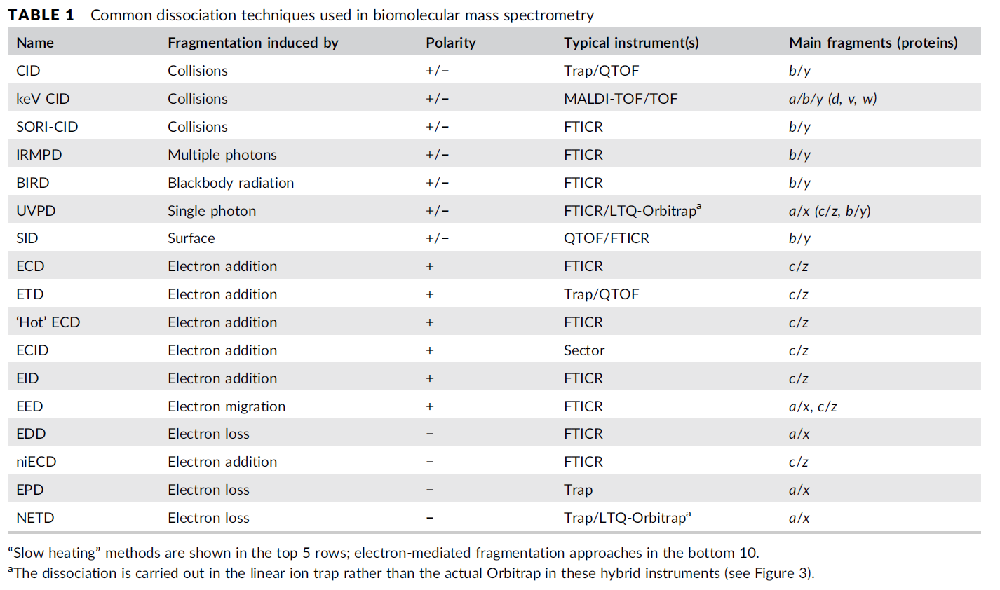 TABLE 1 Common dissociation techniques used in biomolecular mass spectrometry
Name Fragmentation induced by Polarity Typical instrument(s) Main fragments (proteins)
CID Collisions +/− Trap/QTOF b/y
keV CID Collisions +/− MALDI-TOF/TOF a/b/y (d, v, w)
SORI-CID Collisions +/− FTICR b/y
IRMPD Multiple photons +/− FTICR b/y
BIRD Blackbody radiation +/− FTICR b/y
UVPD Single photon +/− FTICR/LTQ-Orbitrapᵃ a/x (c/z, b/y)
SID Surface +/− QTOF/FTICR b/y
ECD Electron addition + FTICR c/z
ETD Electron addition + Trap/QTOF c/z
‘Hot’ ECD Electron addition + FTICR c/z
ECID Electron addition + Sector c/z
EID Electron addition + FTICR c/z
EED Electron migration + FTICR a/x, c/z
EDD Electron loss − FTICR a/x
niECD Electron addition − FTICR c/z
EPD Electron loss − Trap a/x
NETD Electron loss − Trap/LTQ-Orbitrapᵃ a/x
“Slow heating” methods are shown in the top 5 rows; electron-mediated fragmentation approaches in the bottom 10.
ᵃThe dissociation is carried out in the linear ion trap rather than the actual Orbitrap in these hybrid instruments (see Figure 3).